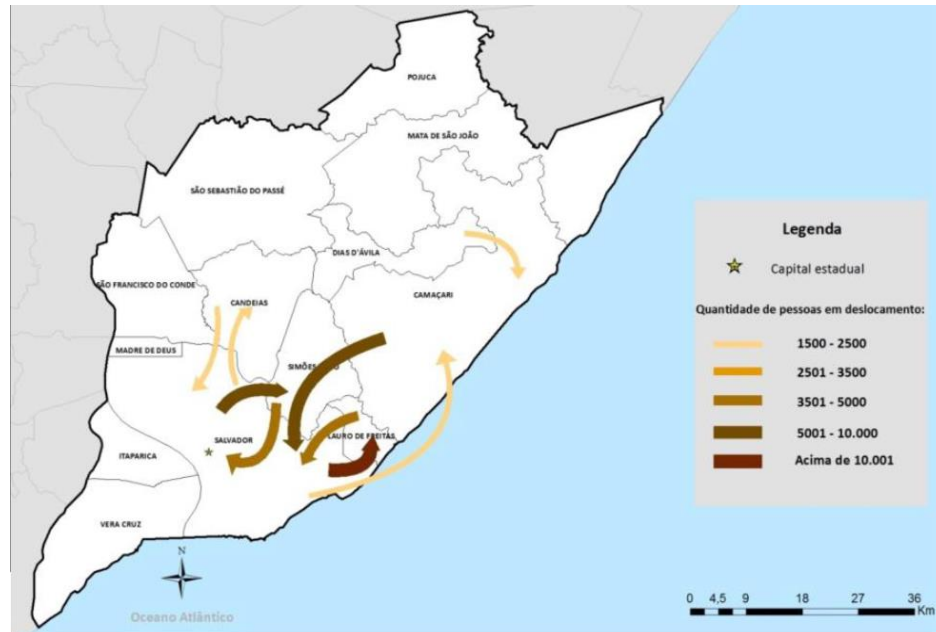 POJUCA
MATA DE SÃO JOÃO
SÃO SEBASTIÃO DO PASSÉ
DIAS D'ÁVILA
SÃO FRANCISCO DO CONDE
CANDEIAS
CAMAÇARI
MADRE DE DEUS
SIMÕES
LAURO DE FREITAS
SALVADOR
ITAPARICA
VERA CRUZ
N
Oceano Atlântico
Legenda
Capital estadual
Quantidade de pessoas em deslocamento:
1500 - 2500
2501 - 3500
3501 - 5000
5001 - 10.000
Acima de 10.001
0 4,5 9 18 27 36
Km